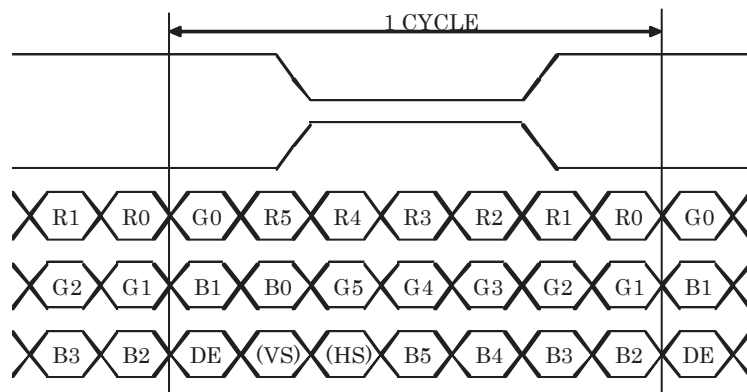 1 CYCLE
R1 R0 G0 R5 R4 R3 R2 R1 R0 G0
G2 G1 B1 B0 G5 G4 G3 G2 G1 B1
B3 B2 DE (VS) (HS) B5 B4 B3 B2 DE